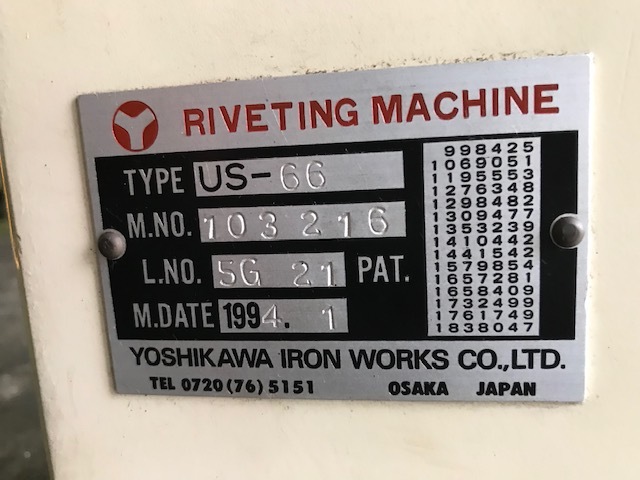 RIVETING MACHINE
TYPE US-66
M.NO. 103216
L.NO. 5G 21 PAT.
M.DATE 1994. 1
998425
1069051
1195553
1276348
1298482
1309477
1353239
1410442
1441542
1579854
1657281
1658409
1732499
1761749
1838047
YOSHIKAWA IRON WORKS CO.,LTD.
TEL 0720(76)5151 OSAKA JAPAN